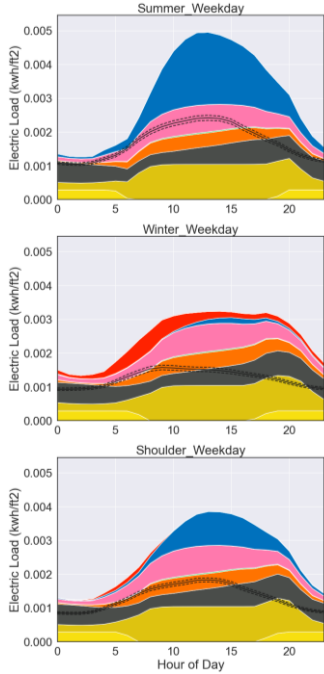 Summer_Weekday
Electric Load (kwh/ft2)
0.005
0.004
0.003
0.002
0.001
0.000
0 5 10 15 20
Winter_Weekday
Electric Load (kwh/ft2)
0.005
0.004
0.003
0.002
0.001
0.000
0 5 10 15 20
Shoulder_Weekday
Electric Load (kwh/ft2)
0.005
0.004
0.003
0.002
0.001
0.000
0 5 10 15 20
Hour of Day